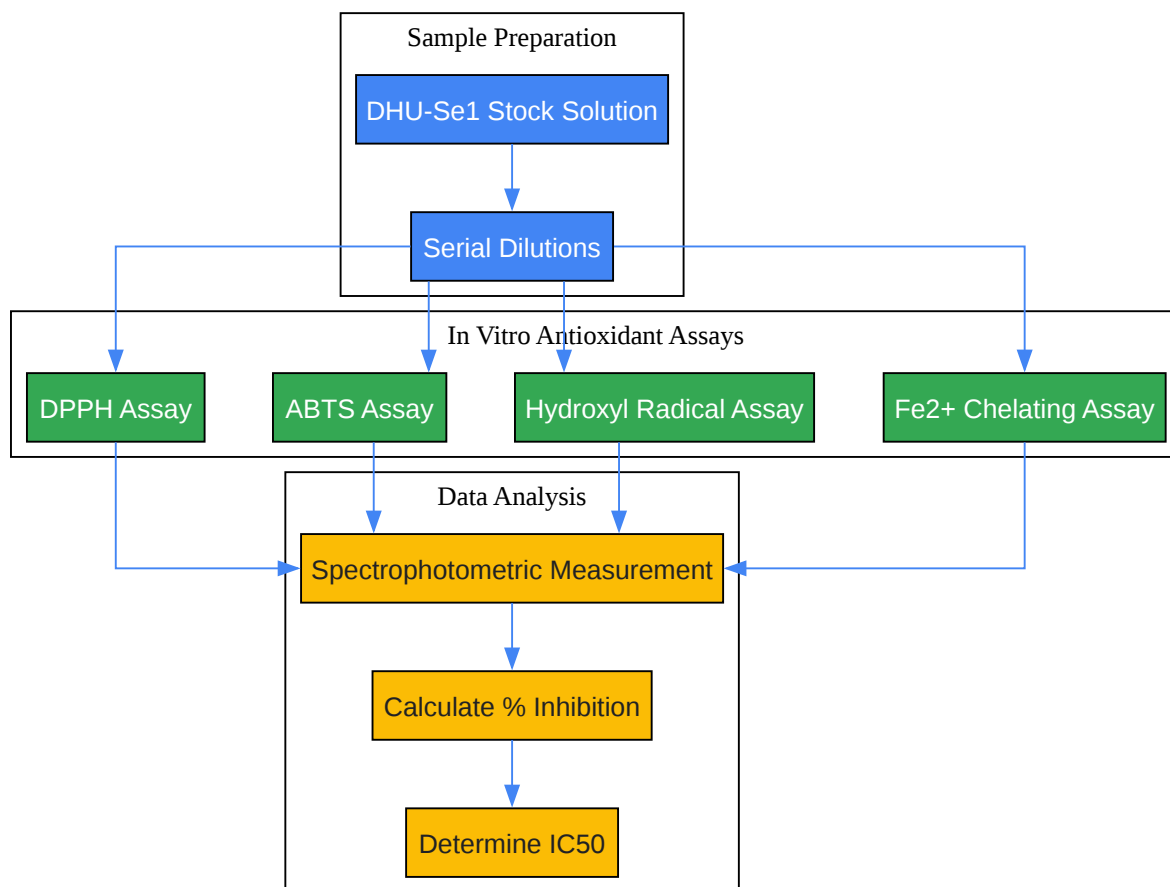 Sample Preparation
DHU-Se1 Stock Solution
Serial Dilutions
In Vitro Antioxidant Assays
DPPH Assay
ABTS Assay
Hydroxyl Radical Assay
Fe2+ Chelating Assay
Data Analysis
Spectrophotometric Measurement
Calculate % Inhibition
Determine IC50